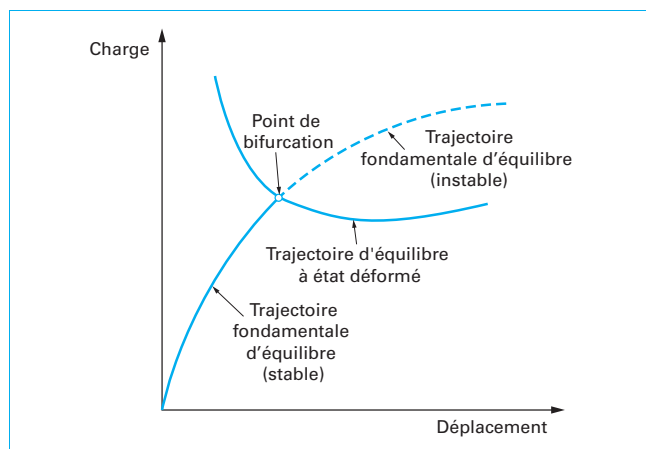 Charge
Point de
bifurcation
Trajectoire
fondamentale d’équilibre
(instable)
Trajectoire d'équilibre
à état déformé
Trajectoire
fondamentale
d’équilibre
(stable)
Déplacement